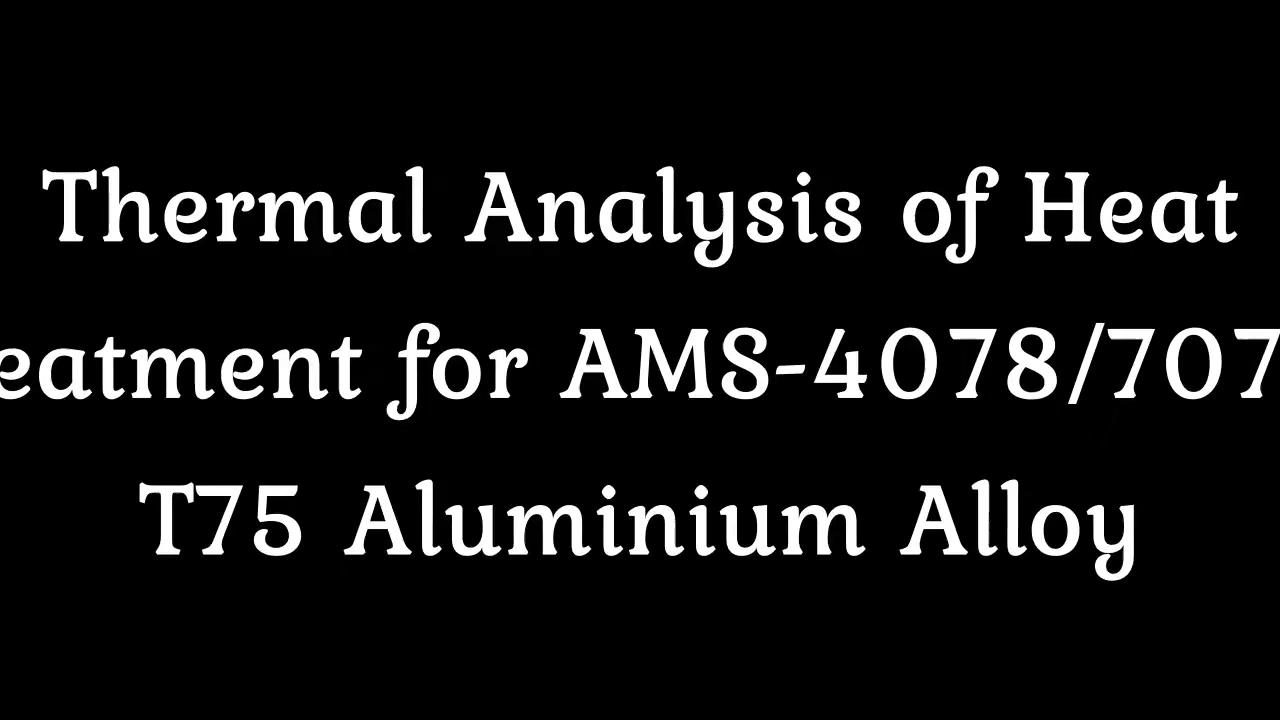 Thermal Analysis of Heat
eatment for AMS-4078/707
T75 Aluminium Alloy